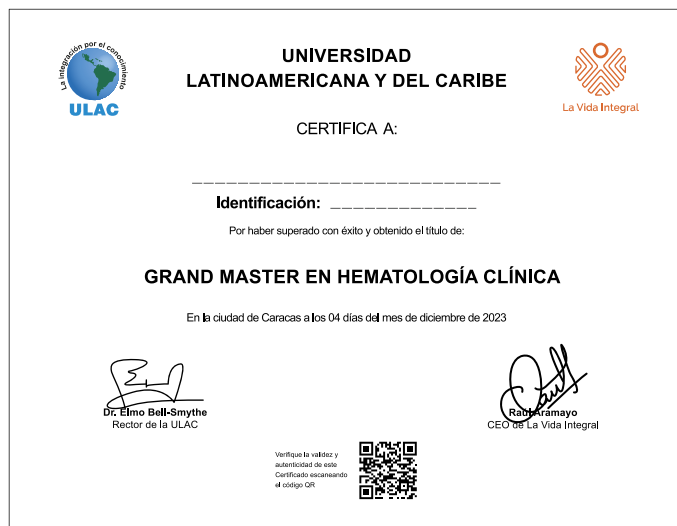 La integración por el conocimiento
ULAC
UNIVERSIDAD
LATINOAMERICANA Y DEL CARIBE
La Vida Integral
CERTIFICA A:
Identificación:
Por haber superado con éxito y obtenido el título de:
GRAND MASTER EN HEMATOLOGÍA CLÍNICA
En la ciudad de Caracas a los 04 días del mes de diciembre de 2023
Dr. Elmo Bell-Smythe
Rector de la ULAC
Raúl Aramayo
CEO de La Vida Integral
Verifique la validez y
autenticidad de este
Certificado escaneando
el código QR